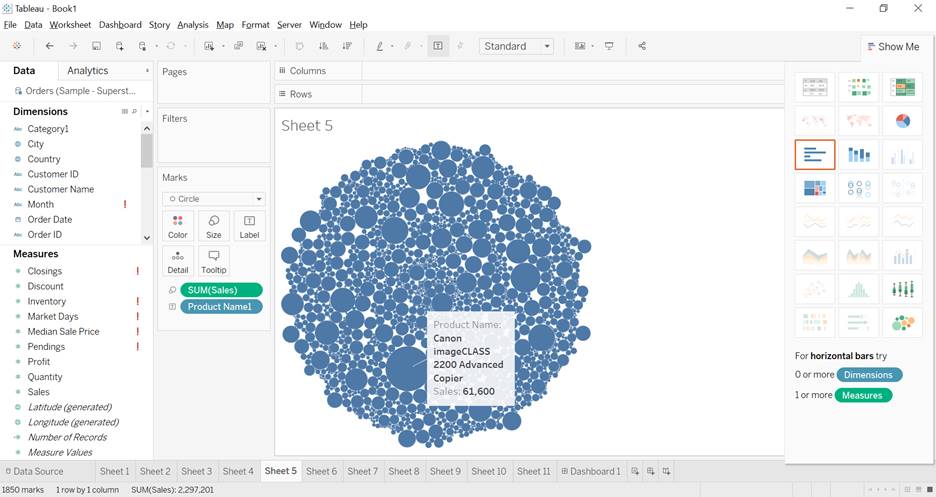 Tableau - Book1
File Data Worksheet Dashboard Story Analysis Map Format Server Window Help
Standard
Show Me
Data Analytics
Orders (Sample - Superst...
Dimensions
Abc Category1
City
Country
Abc Customer ID
Abc Customer Name
Abc Month !
Order Date
Abc Order ID
Measures
Closings !
Discount
Inventory !
Market Days !
Median Sale Price !
Pendings !
Profit
Quantity
Sales
Latitude (generated)
Longitude (generated)
Number of Records
Measure Values
Pages
Filters
Marks
Circle
Color Size Label
Detail Tooltip
SUM(Sales)
Product Name1
Columns
Rows
Sheet 5
Product Name:
Canon
imageCLASS
2200 Advanced
Copier
Sales: 61,600
For horizontal bars try
0 or more Dimensions
1 or more Measures
Data Source Sheet 1 Sheet 2 Sheet 3 Sheet 4 Sheet 5 Sheet 6 Sheet 7 Sheet 8 Sheet 9 Sheet 10 Sheet 11 Dashboard 1
1850 marks 1 row by 1 column SUM(Sales): 2,297,201